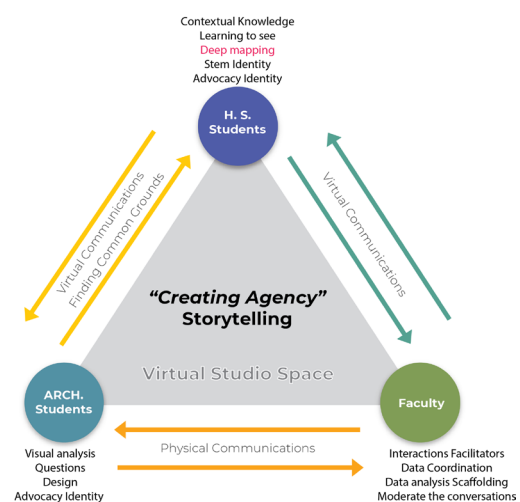 Contextual Knowledge
Learning to see
Deep mapping
Stem Identity
Advocacy Identity
H. S.
Students
Virtual Communications
Finding Common Grounds
Virtual Communications
“Creating Agency”
Storytelling
Virtual Studio Space
ARCH.
Students
Faculty
Physical Communications
Visual analysis
Questions
Design
Advocacy Identity
Interactions Facilitators
Data Coordination
Data analysis Scaffolding
Moderate the conversations